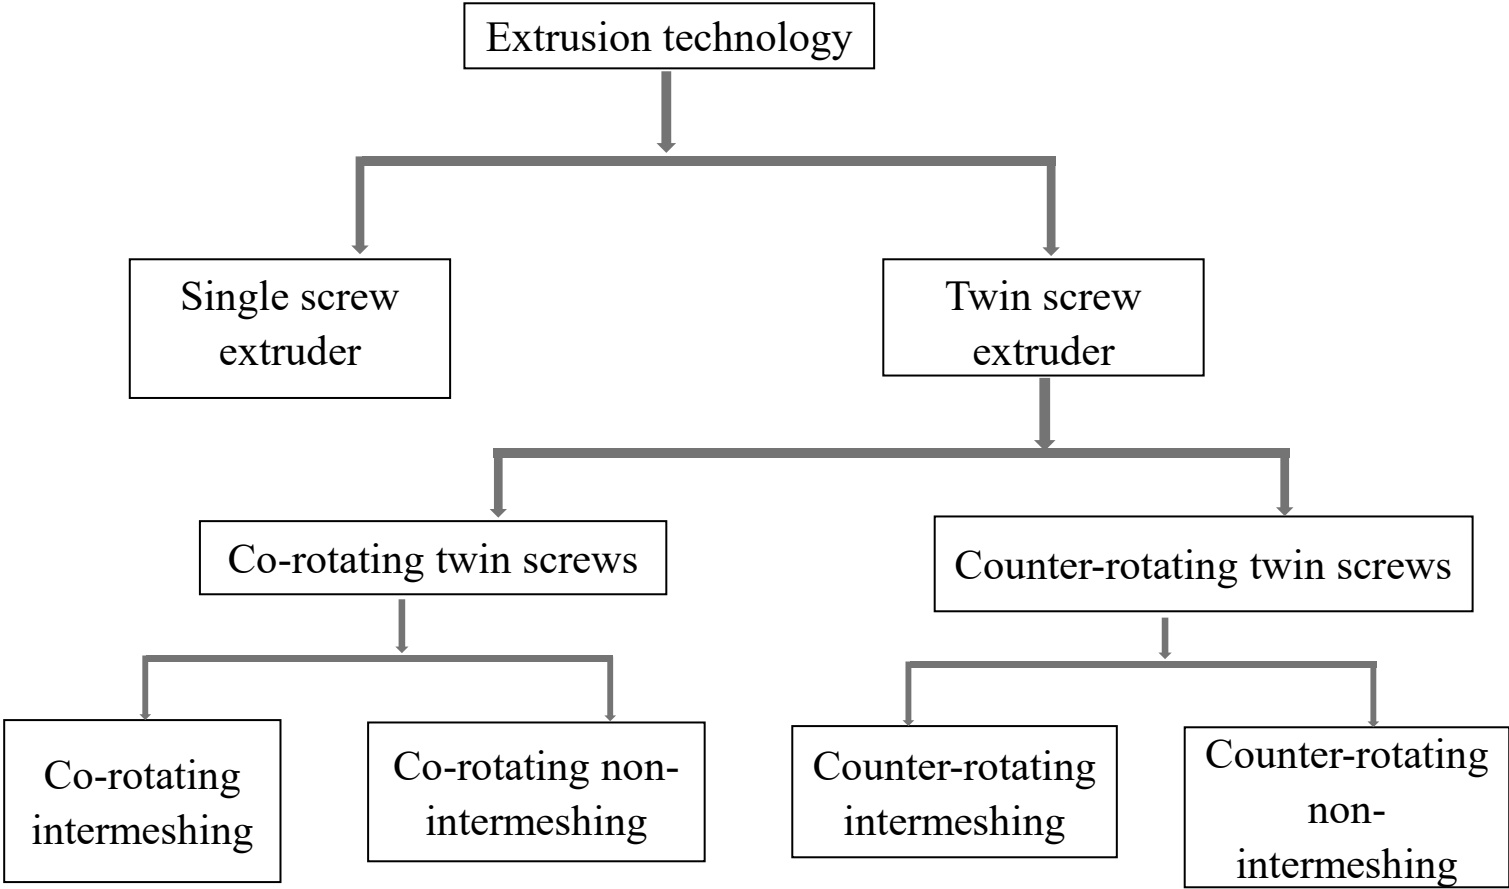 Extrusion technology
Single screw
extruder
Twin screw
extruder
Co-rotating twin screws
Counter-rotating twin screws
Co-rotating
intermeshing
Co-rotating non-
intermeshing
Counter-rotating
intermeshing
Counter-rotating
non-
intermeshing